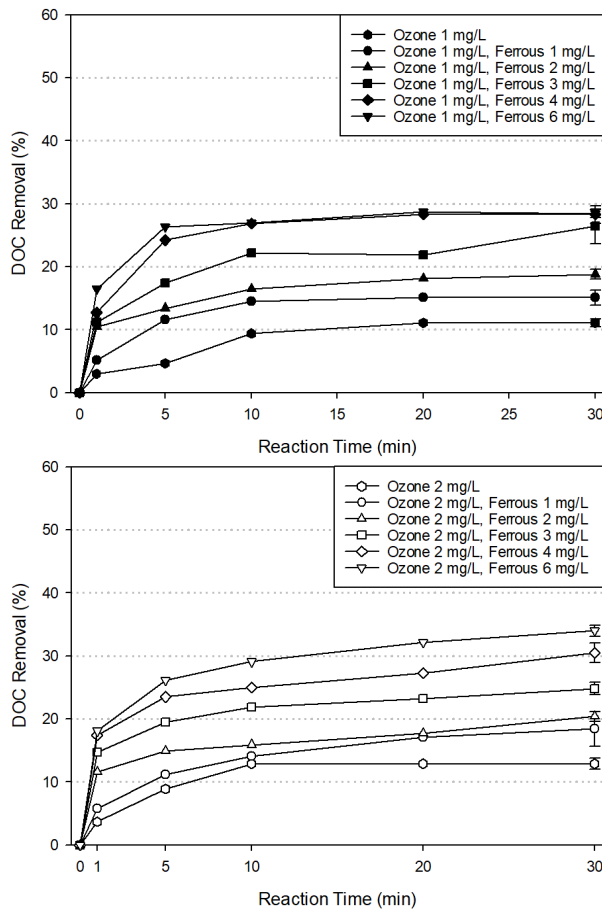 60
50
40
30
20
10
0
DOC Removal (%)
Ozone 1 mg/L
Ozone 1 mg/L, Ferrous 1 mg/L
Ozone 1 mg/L, Ferrous 2 mg/L
Ozone 1 mg/L, Ferrous 3 mg/L
Ozone 1 mg/L, Ferrous 4 mg/L
Ozone 1 mg/L, Ferrous 6 mg/L
0 5 10 15 20 25 30
Reaction Time (min)
60
50
40
30
20
10
0
DOC Removal (%)
Ozone 2 mg/L
Ozone 2 mg/L, Ferrous 1 mg/L
Ozone 2 mg/L, Ferrous 2 mg/L
Ozone 2 mg/L, Ferrous 3 mg/L
Ozone 2 mg/L, Ferrous 4 mg/L
Ozone 2 mg/L, Ferrous 6 mg/L
0 1 5 10 20 30
Reaction Time (min)